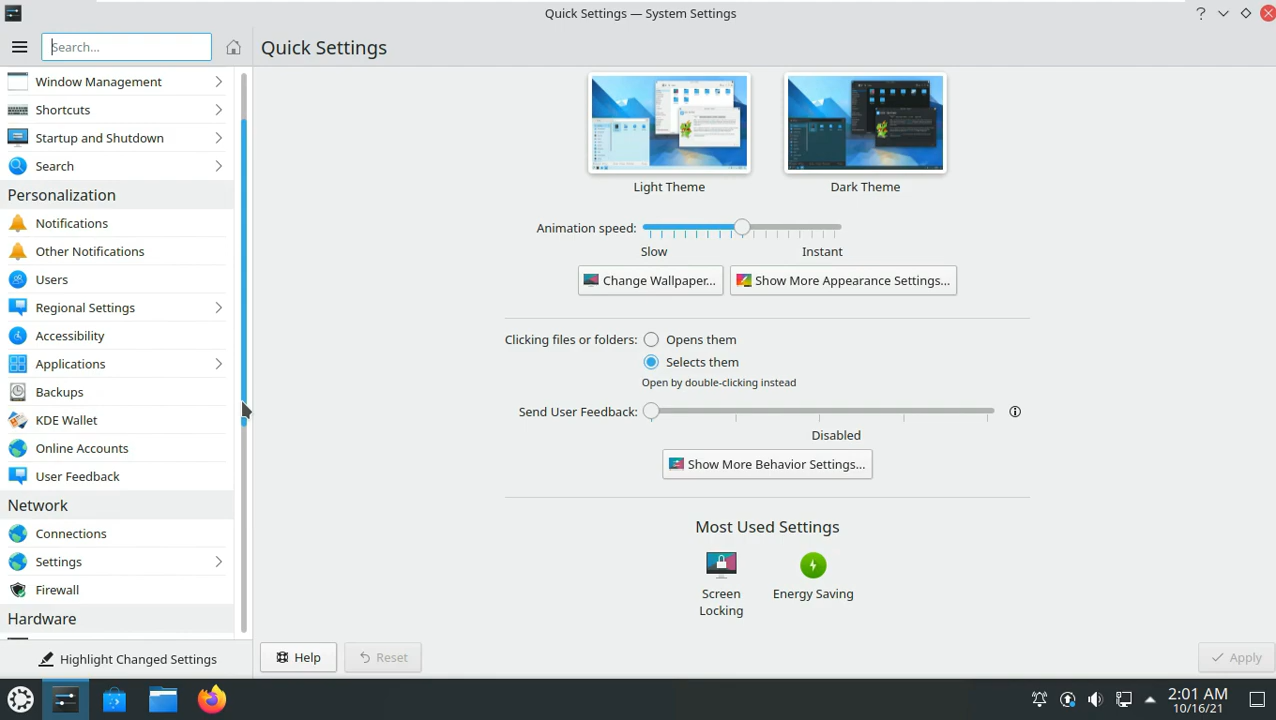 Quick Settings — System Settings
Search...
Quick Settings
Window Management
Shortcuts
Startup and Shutdown
Search
Personalization
Notifications
Other Notifications
Users
Regional Settings
Accessibility
Applications
Backups
KDE Wallet
Online Accounts
User Feedback
Network
Connections
Settings
Firewall
Hardware
Highlight Changed Settings
Light Theme
Dark Theme
Animation speed:
Slow
Instant
Change Wallpaper...
Show More Appearance Settings...
Clicking files or folders:
Opens them
Selects them
Open by double-clicking instead
Send User Feedback:
Disabled
Show More Behavior Settings...
Most Used Settings
Screen
Locking
Energy Saving
Help
Reset
Apply
2:01 AM
10/16/21